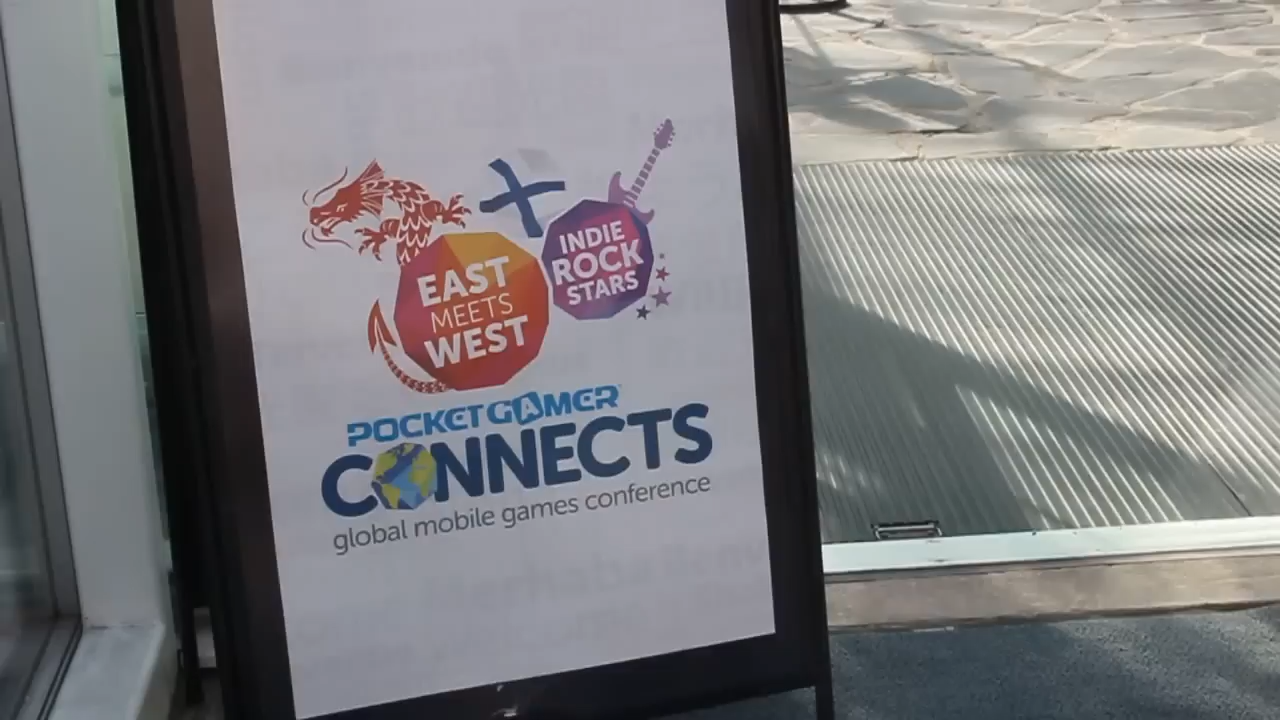 EAST
MEETS
WEST
INDIE
ROCK
STARS
POCKETGAMER
CONNECTS
global mobile games conference